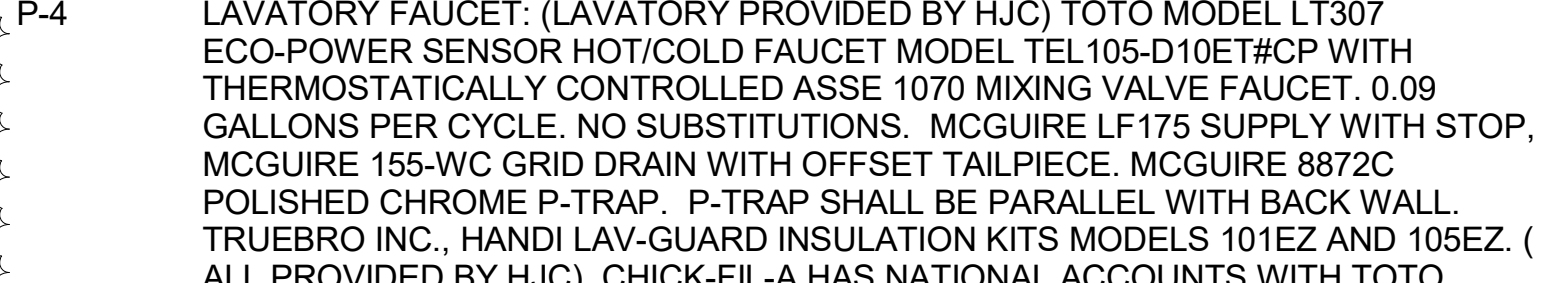 P-4 LAVATORY FAUCET: (LAVATORY PROVIDED BY HJC) TOTO MODEL LT307
ECO-POWER SENSOR HOT/COLD FAUCET MODEL TEL105-D10ET#CP WITH
THERMOSTATICALLY CONTROLLED ASSE 1070 MIXING VALVE FAUCET. 0.09
GALLONS PER CYCLE. NO SUBSTITUTIONS. MCGUIRE LF175 SUPPLY WITH STOP,
MCGUIRE 155-WC GRID DRAIN WITH OFFSET TAILPIECE. MCGUIRE 8872C
POLISHED CHROME P-TRAP. P-TRAP SHALL BE PARALLEL WITH BACK WALL.
TRUEBRO INC., HANDI LAV-GUARD INSULATION KITS MODELS 101EZ AND 105EZ. (
ALL PROVIDED BY HJC) CHICK-FIL-A HAS NATIONAL ACCOUNTS WITH TOTO